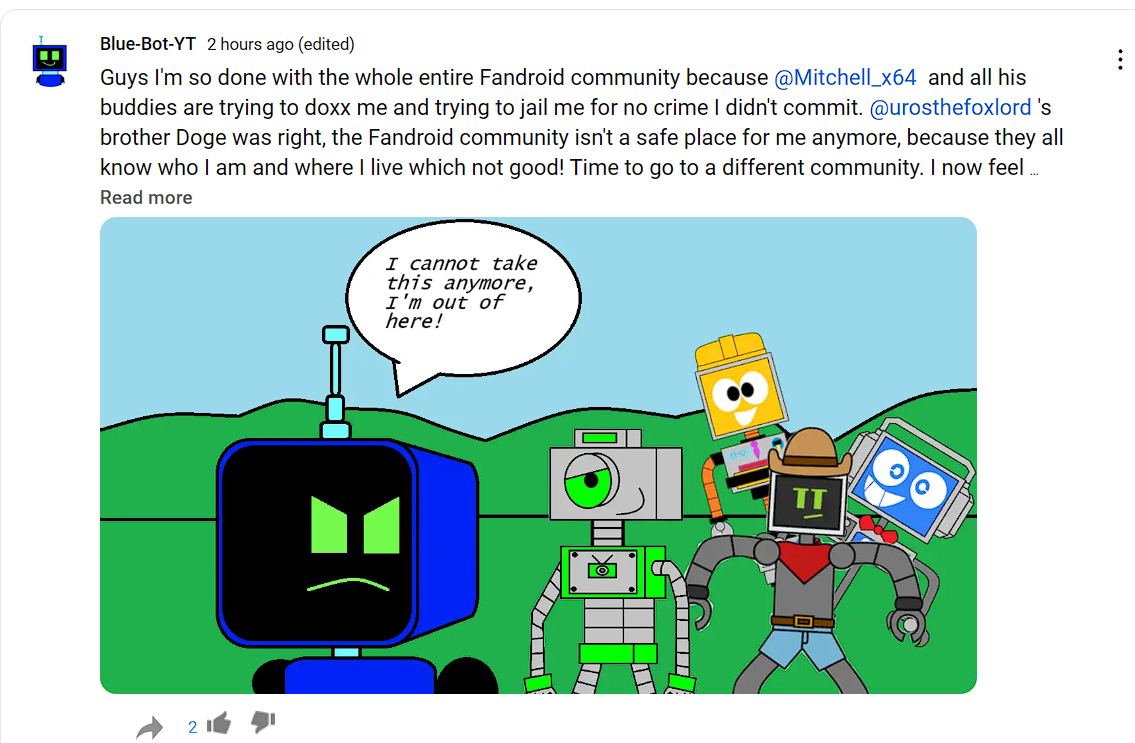 Blue-Bot-YT 2 hours ago (edited)
Guys I'm so done with the whole entire Fandroid community because @Mitchell_x64 and all his
buddies are trying to doxx me and trying to jail me for no crime I didn't commit. @urosthefoxlord 's
brother Doge was right, the Fandroid community isn't a safe place for me anymore, because they all
know who I am and where I live which not good! Time to go to a different community. I now feel ...
Read more
I cannot take
this anymore,
I'm out of
here!
2